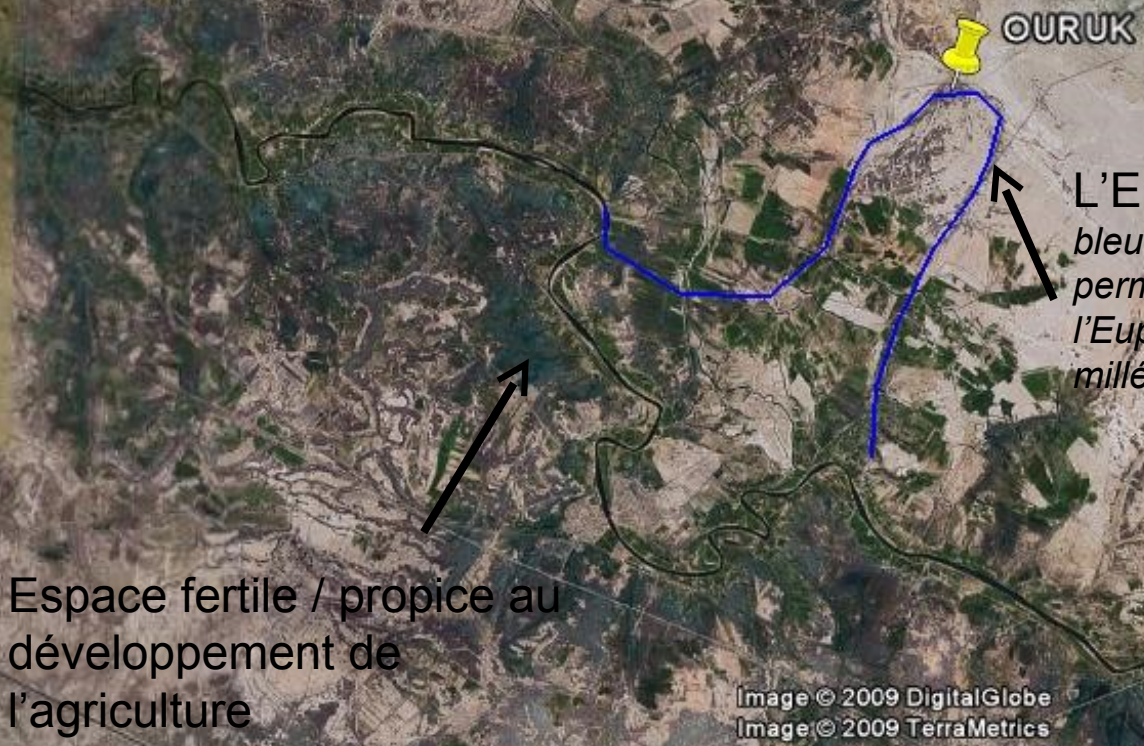 OURUK
L'E
bleu
perm
l'Eup
millé
Espace fertile / propice au
développement de
l'agriculture
Image © 2009 DigitalGlobe
Image © 2009 TerraMetrics